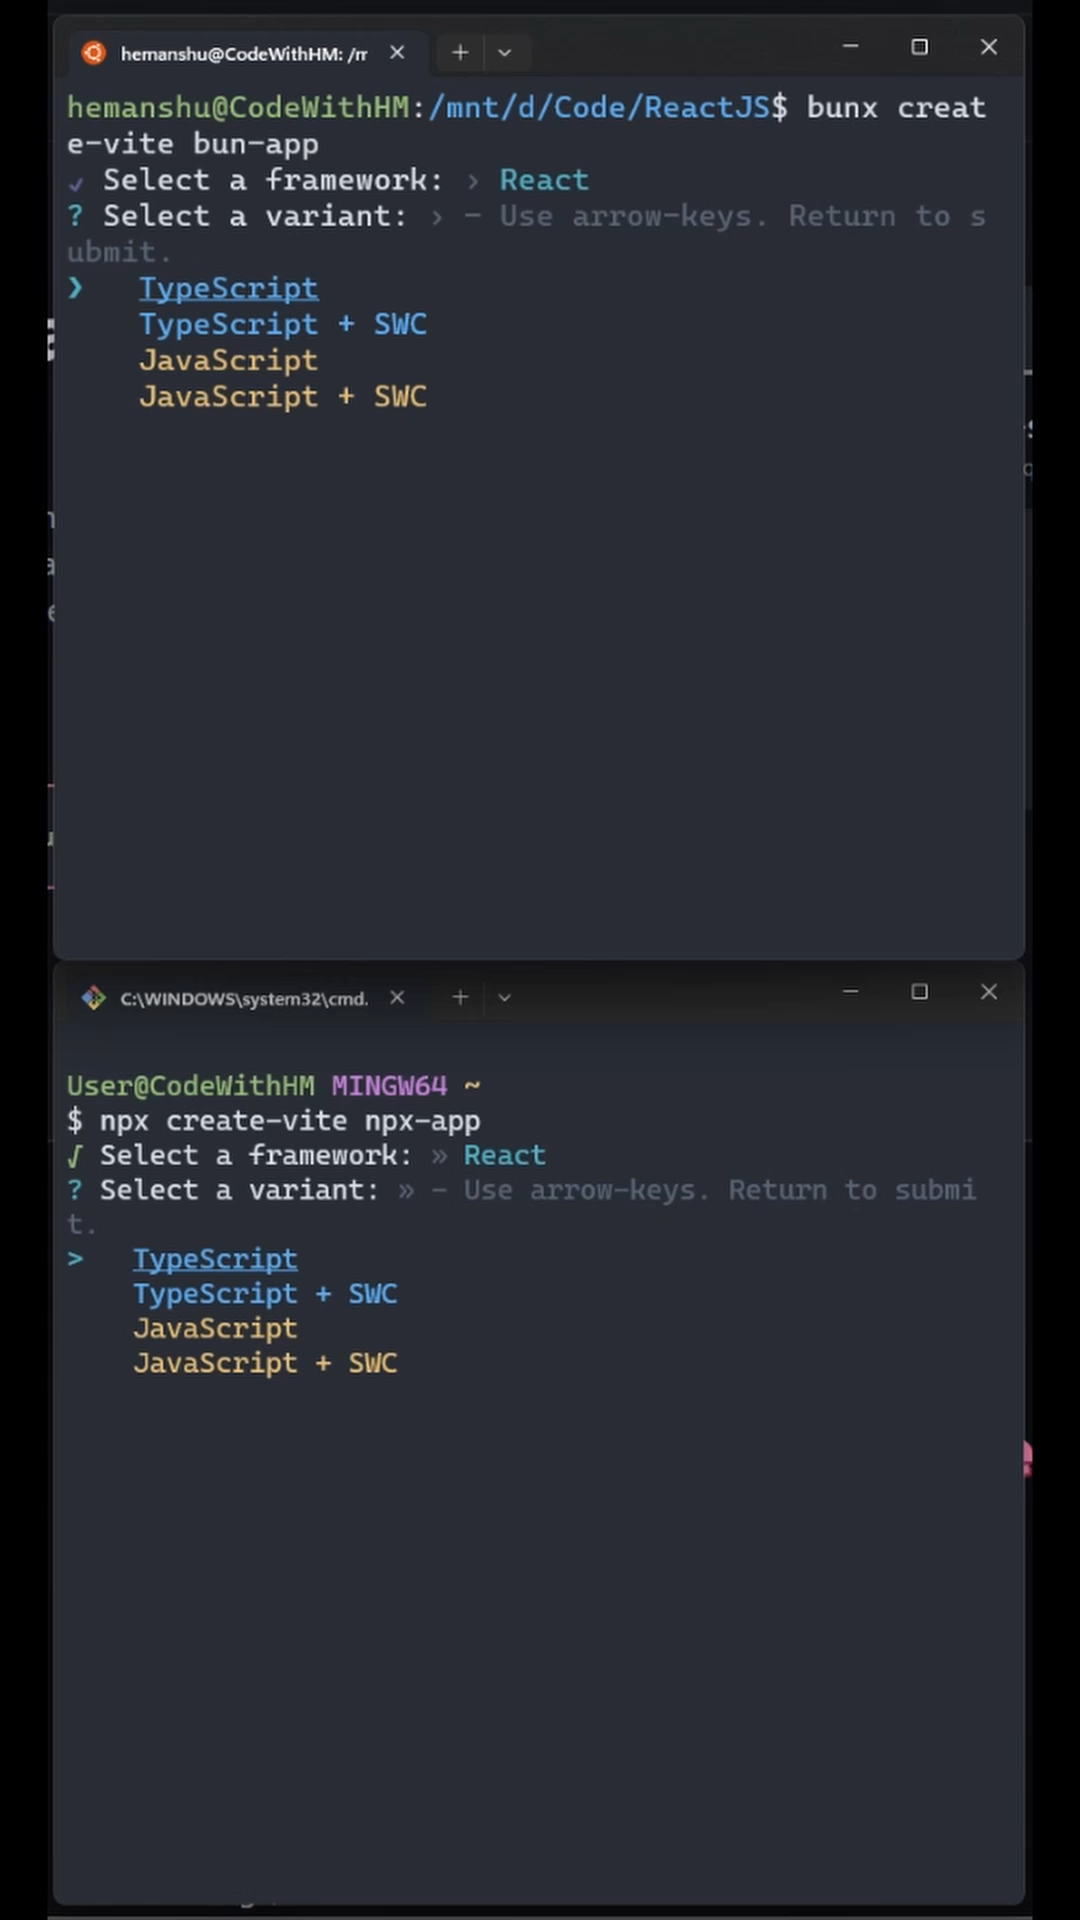 hemanshu@CodeWithHM: /m
hemanshu@CodeWithHM:/mnt/d/Code/ReactJS$ bunx creat
e-vite bun-app
✔ Select a framework: › React
? Select a variant: › - Use arrow-keys. Return to s
ubmit.
❯ TypeScript
TypeScript + SWC
JavaScript
JavaScript + SWC
C:\WINDOWS\system32\cmd.
User@CodeWithHM MINGW64 ~
$ npx create-vite npx-app
√ Select a framework: » React
? Select a variant: » - Use arrow-keys. Return to submi
t.
> TypeScript
TypeScript + SWC
JavaScript
JavaScript + SWC